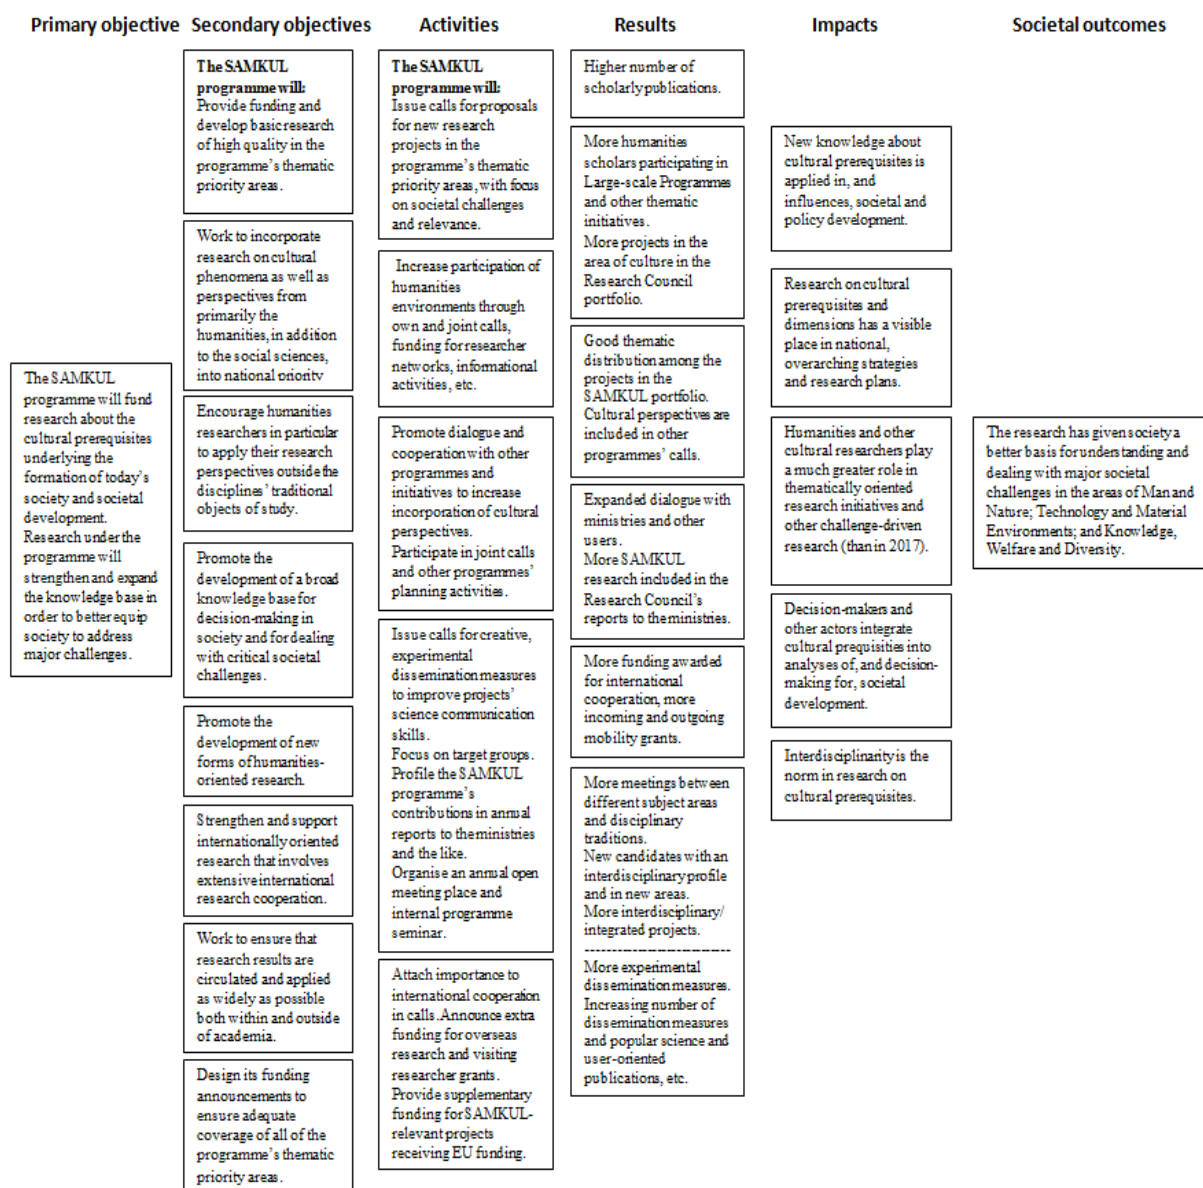 Primary objective
Secondary objectives
Activities
Results
Impacts
Societal outcomes
The SAMKUL
programme will fund
research about the
cultural prerequisites
underlying the
formation of today's
society and societal
development.
Research under the
programme will
strengthen and expand
the knowledge base in
order to better equip
society to address
major challenges.
The SAMKUL
programme will:
Provide funding and
develop basic research
of high quality in the
programme's thematic
priority areas.
Work to incorporate
research on cultural
phenomena as well as
perspectives from
primarily the
humanities, in addition
to the social sciences,
into national priority
Encourage humanities
researchers in particular
to apply their research
perspectives outside the
disciplines' traditional
objects of study.
Promote the
development of a broad
knowledge base for
decision-making in
society and for dealing
with critical societal
challenges.
Promote the
development of new
forms of humanities-
oriented research.
Strengthen and support
internationally oriented
research that involves
extensive international
research cooperation.
Work to ensure that
research results are
circulated and applied
as widely as possible
both within and outside
of academia.
Design its funding
announcements to
ensure adequate
coverage of all of the
programme's thematic
priority areas.
The SAMKUL
programme will:
Issue calls for proposals
for new research
projects in the
programme's thematic
priority areas, with focus
on societal challenges
and relevance.
Increase participation of
humanities
environments through
own and joint calls,
funding for researcher
networks, informational
activities, etc.
Promote dialogue and
cooperation with other
programmes and
initiatives to increase
incorporation of cultural
perspectives.
Participate in joint calls
and other programmes'
planning activities.
Issue calls for creative,
experimental
dissemination measures
to improve projects'
science communication
skills.
Focus on target groups.
Profile the SAMKUL
programme's
contributions in annual
reports to the ministries
and the like.
Organise an annual open
meeting place and
internal programme
seminar.
Attach importance to
international cooperation
in calls. Announce extra
funding for overseas
research and visiting
researcher grants.
Provide supplementary
funding for SAMKUL-
relevant projects
receiving EU funding.
Higher number of
scholarly publications.
More humanities
scholars participating in
Large-scale Programmes
and other thematic
initiatives.
More projects in the
area of culture in the
Research Council
portfolio.
Good thematic
distribution among the
projects in the
SAMKUL portfolio.
Cultural perspectives are
included in other
programmes' calls.
Expanded dialogue with
ministries and other
users.
More SAMKUL
research included in the
Research Council's
reports to the ministries.
More funding awarded
for international
cooperation, more
incoming and outgoing
mobility grants.
More meetings between
different subject areas
and disciplinary
traditions.
New candidates with an
interdisciplinary profile
and in new areas.
More interdisciplinary/
integrated projects.
---------------------------
More experimental
dissemination measures.
Increasing number of
dissemination measures
and popular science and
user-oriented
publications, etc.
New knowledge about
cultural prerequisites is
applied in, and
influences, societal and
policy development.
Research on cultural
prerequisites and
dimensions has a visible
place in national,
overarching strategies
and research plans.
Humanities and other
cultural researchers play
a much greater role in
thematically oriented
research initiatives and
other challenge-driven
research (than in 2017).
Decision-makers and
other actors integrate
cultural prequisities into
analyses of, and decision-
making for, societal
development.
Interdisciplinarity is the
norm in research on
cultural prerequisites.
The research has given society a
better basis for understanding and
dealing with major societal
challenges in the areas of Man and
Nature; Technology and Material
Environments; and Knowledge,
Welfare and Diversity.